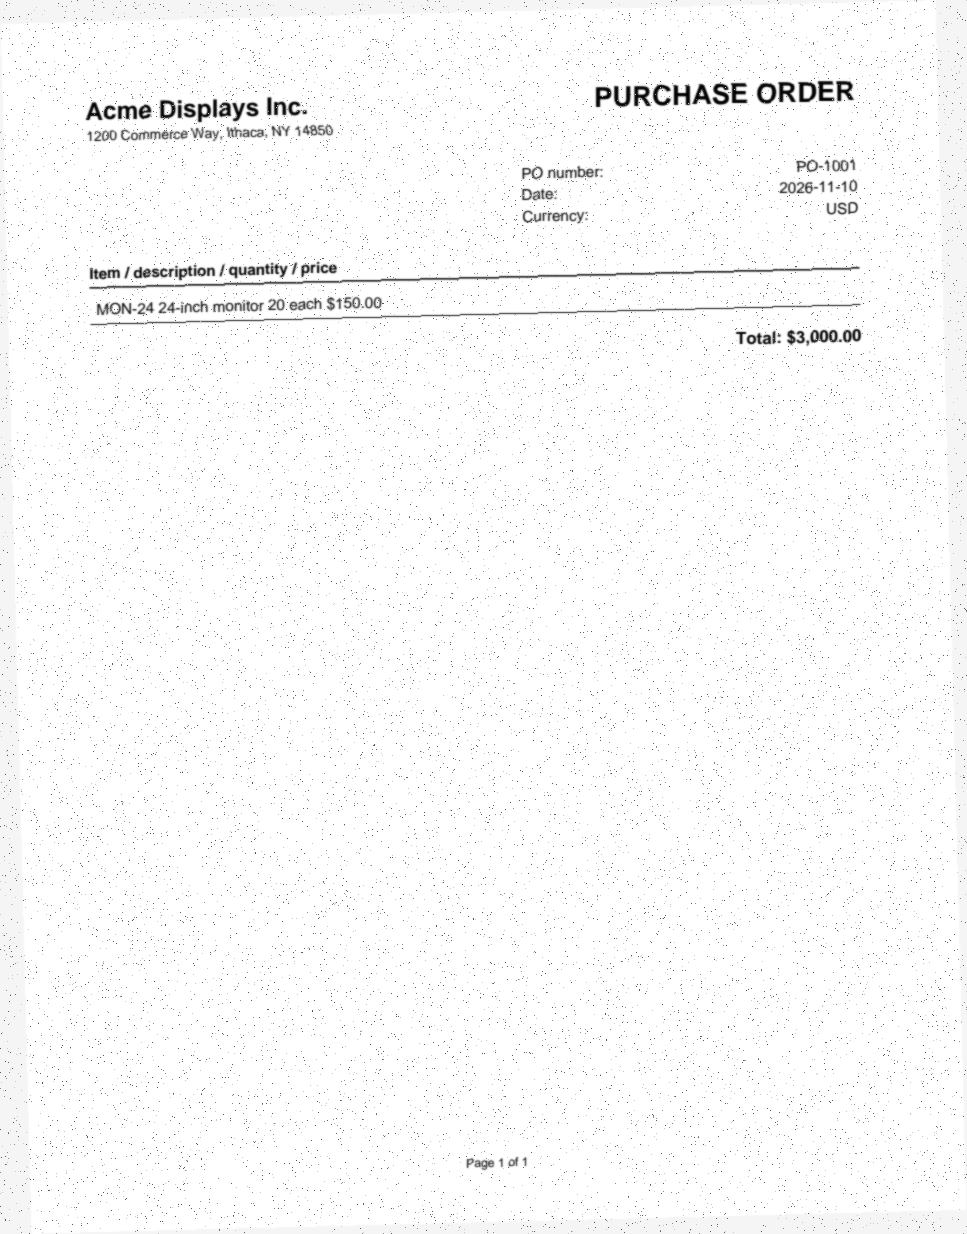 Acme Displays Inc.
1200 Commerce Way, Ithaca, NY 14850
PURCHASE ORDER
PO number: PO-1001
Date: 2026-11-10
Currency: USD
Item / description / quantity / price
MON-24 24-inch monitor 20 each $150.00
Total: $3,000.00
Page 1 of 1